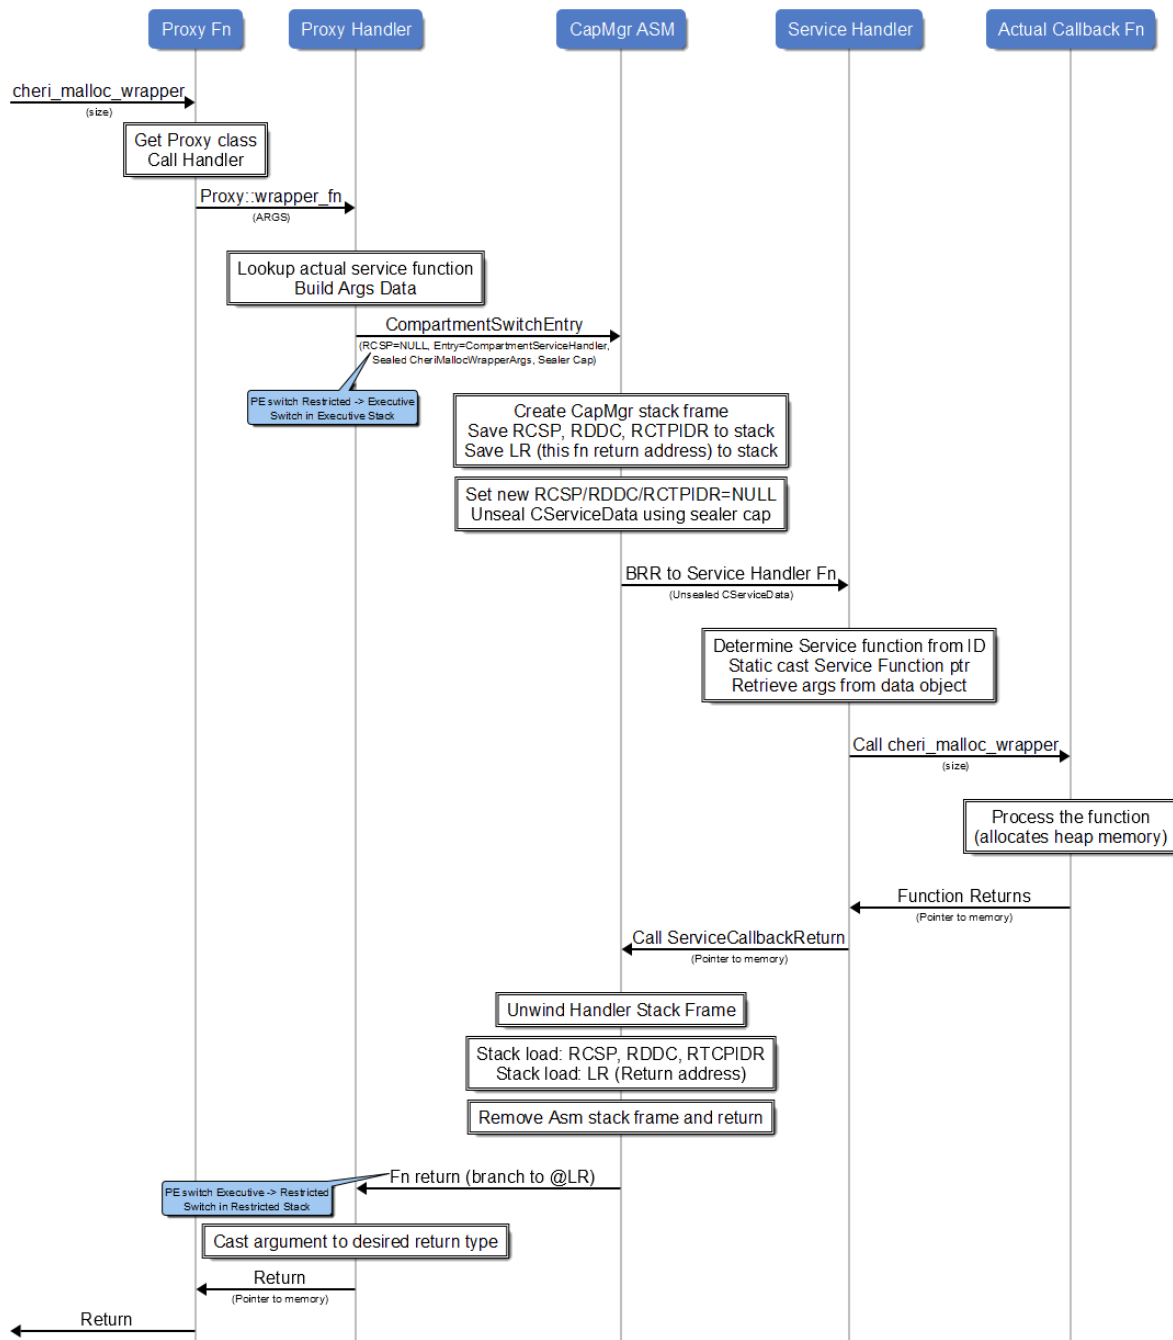 Proxy Fn
Proxy Handler
CapMgr ASM
Service Handler
Actual Callback Fn
cheri_malloc_wrapper
(size)
Get Proxy class
Call Handler
Proxy::wrapper_fn
(ARGS)
Lookup actual service function
Build Args Data
CompartmentSwitchEntry
(RCSP=NULL, Entry=CompartmentServiceHandler,
Sealed CheriMallocWrapperArgs, Sealer Cap)
PE switch Restricted -> Executive
Switch in Executive Stack
Create CapMgr stack frame
Save RCSP, RDDC, RCTPIDR to stack
Save LR (this fn return address) to stack
Set new RCSP/RDDC/RCTPIDR=NULL
Unseal CServiceData using sealer cap
BRR to Service Handler Fn
(Unsealed CServiceData)
Determine Service function from ID
Static cast Service Function ptr
Retrieve args from data object
Call cheri_malloc_wrapper
(size)
Process the function
(allocates heap memory)
Function Returns
(Pointer to memory)
Call ServiceCallbackReturn
(Pointer to memory)
Unwind Handler Stack Frame
Stack load: RCSP, RDDC, RTCPIDR
Stack load: LR (Return address)
Remove Asm stack frame and return
Fn return (branch to @LR)
PE switch Executive -> Restricted
Switch in Restricted Stack
Cast argument to desired return type
Return
(Pointer to memory)
Return